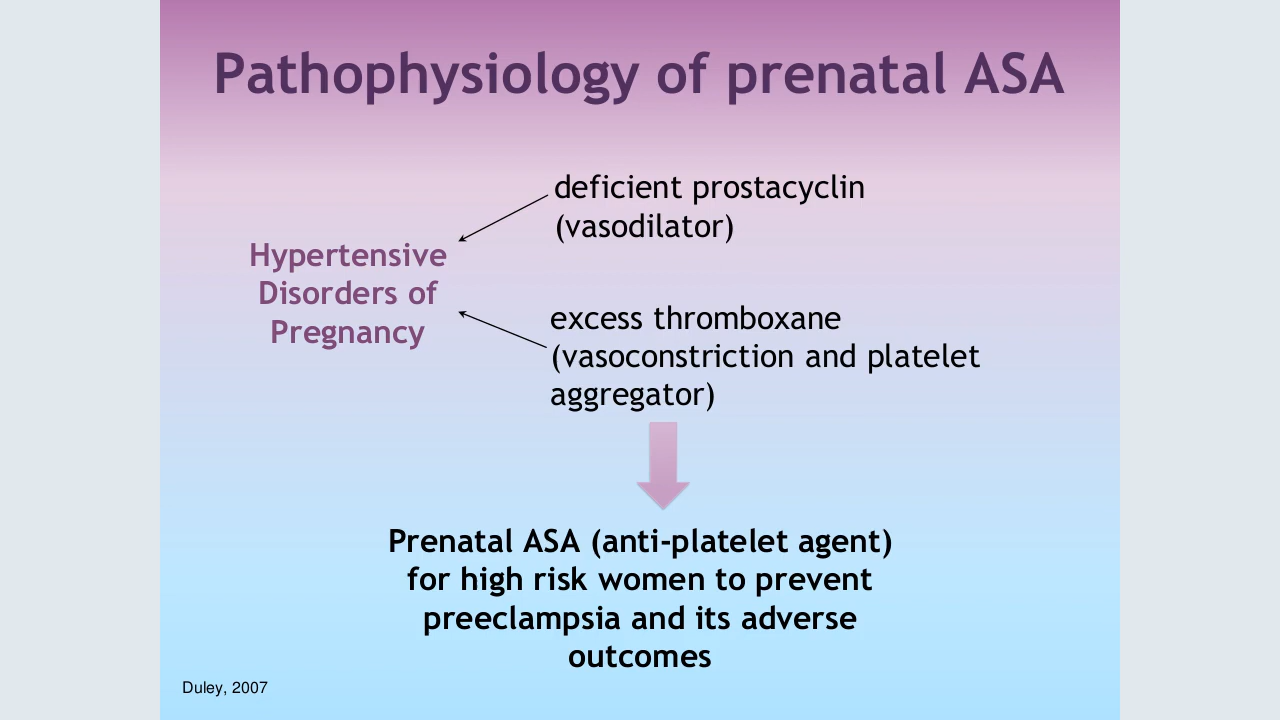 Pathophysiology of prenatal ASA
deficient prostacyclin
(vasodilator)
Hypertensive
Disorders of
Pregnancy
excess thromboxane
(vasoconstriction and platelet
aggregator)
Prenatal ASA (anti-platelet agent)
for high risk women to prevent
preeclampsia and its adverse
outcomes
Duley, 2007